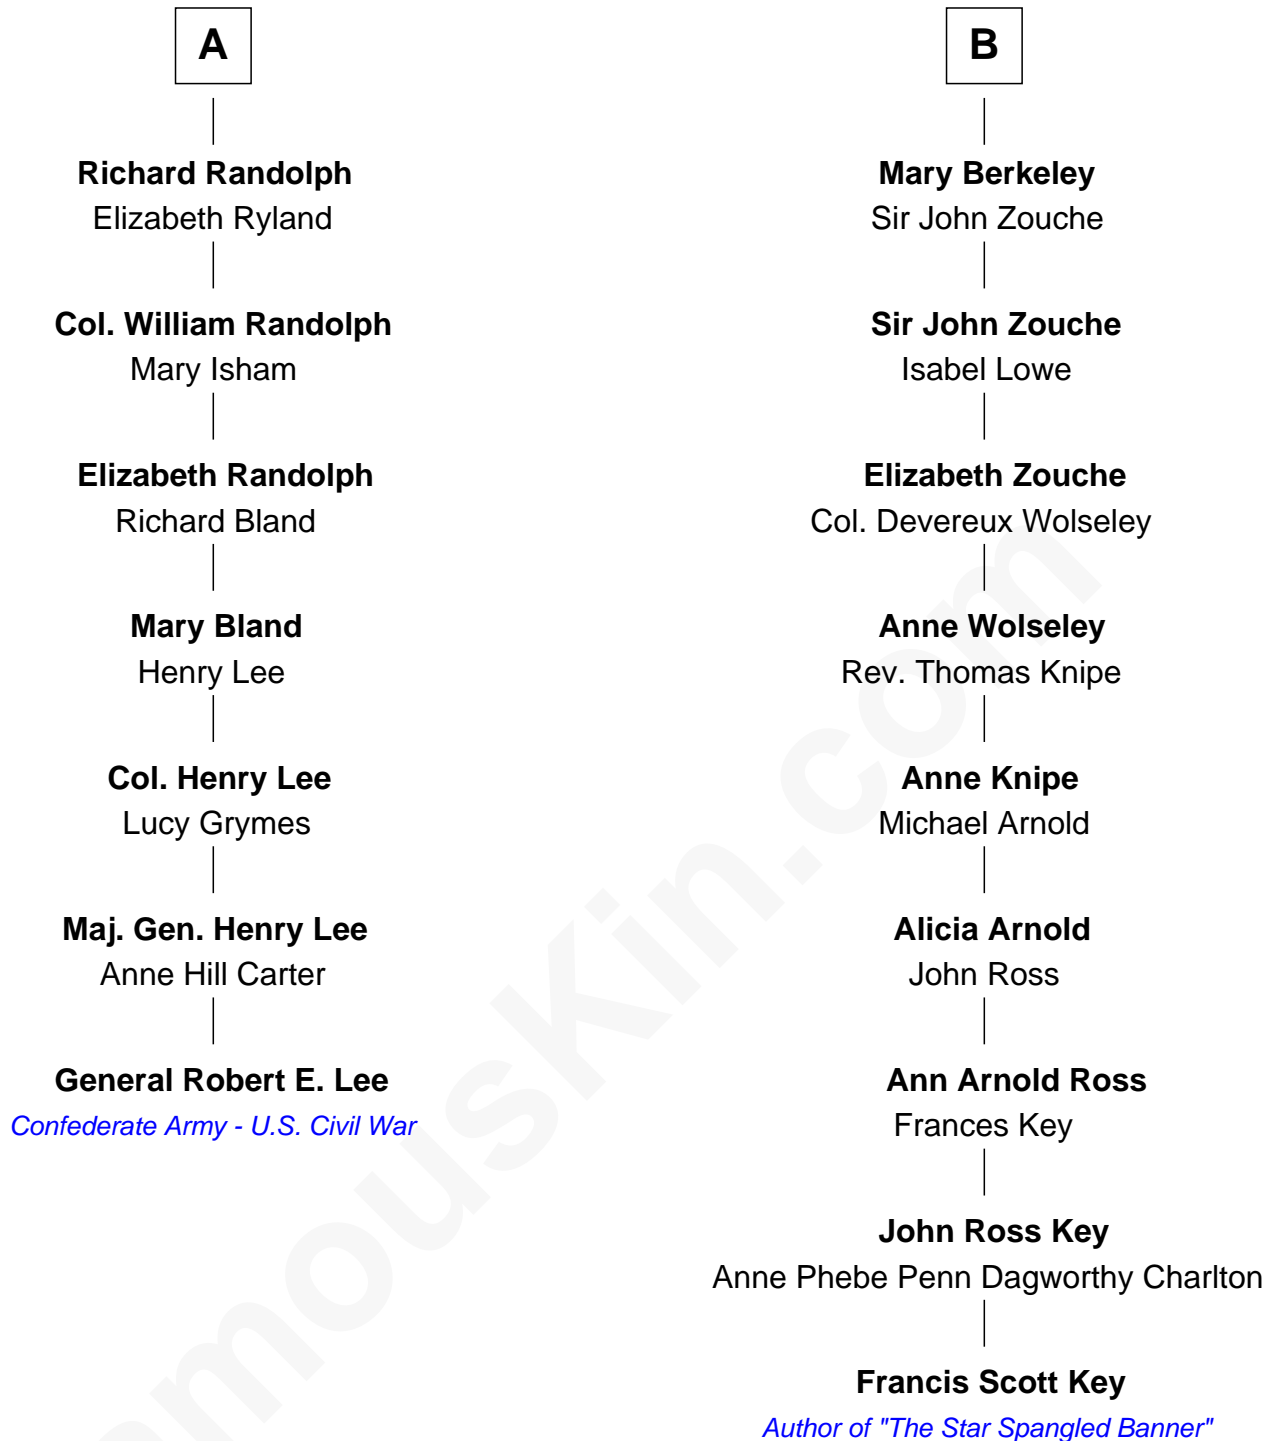 A
Richard Randolph
Elizabeth Ryland
Col. William Randolph
Mary Isham
Elizabeth Randolph
Richard Bland
Mary Bland
Henry Lee
Col. Henry Lee
Lucy Grymes
Maj. Gen. Henry Lee
Anne Hill Carter
General Robert E. Lee
Confederate Army - U.S. Civil War
B
Mary Berkeley
Sir John Zouche
Sir John Zouche
Isabel Lowe
Elizabeth Zouche
Col. Devereux Wolseley
Anne Wolseley
Rev. Thomas Knipe
Anne Knipe
Michael Arnold
Alicia Arnold
John Ross
Ann Arnold Ross
Frances Key
John Ross Key
Anne Phebe Penn Dagworthy Charlton
Francis Scott Key
Author of "The Star Spangled Banner"
amousKin.com